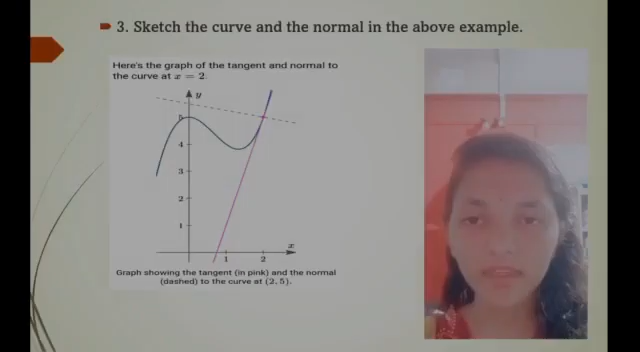 3. Sketch the curve and the normal in the above example.
Here's the graph of the tangent and normal to
the curve at x = 2.
y
5
4
3
2
1
x
1 2
Graph showing the tangent (in pink) and the normal
(dashed) to the curve at (2, 5).